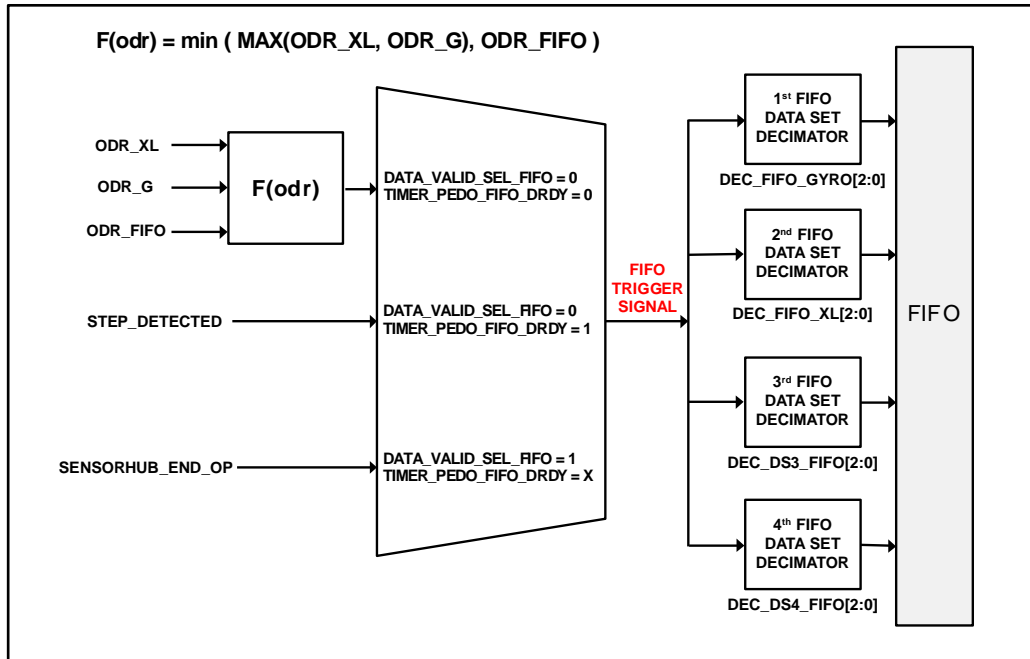 F(odr) = min ( MAX(ODR_XL, ODR_G), ODR_FIFO )
ODR_XL
ODR_G
ODR_FIFO
F(odr)
DATA_VALID_SEL_FIFO = 0
TIMER_PEDO_FIFO_DRDY = 0
STEP_DETECTED
DATA_VALID_SEL_FIFO = 0
TIMER_PEDO_FIFO_DRDY = 1
SENSORHUB_END_OP
DATA_VALID_SEL_FIFO = 1
TIMER_PEDO_FIFO_DRDY = X
FIFO
TRIGGER
SIGNAL
1st FIFO
DATA SET
DECIMATOR
DEC_FIFO_GYRO[2:0]
2nd FIFO
DATA SET
DECIMATOR
DEC_FIFO_XL[2:0]
3rd FIFO
DATA SET
DECIMATOR
DEC_DS3_FIFO[2:0]
4th FIFO
DATA SET
DECIMATOR
DEC_DS4_FIFO[2:0]
FIFO